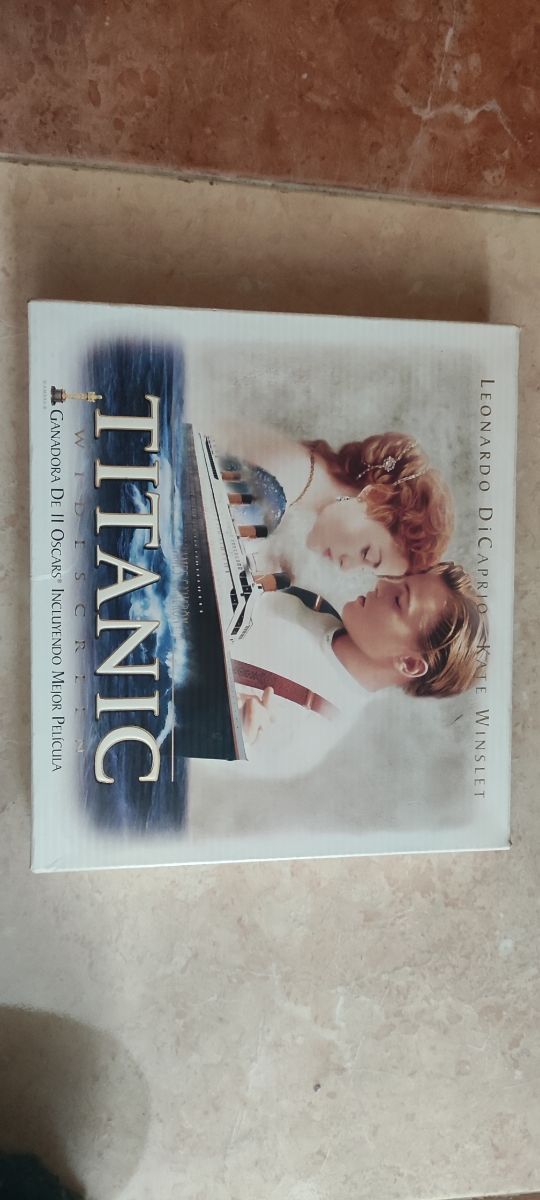 LEONARDO DICAPRIO KATE WINSLET
TITANIC
WIDESCREEN
GANADORA DE 11 OSCARS® INCLUYENDO MEJOR PELÍCULA